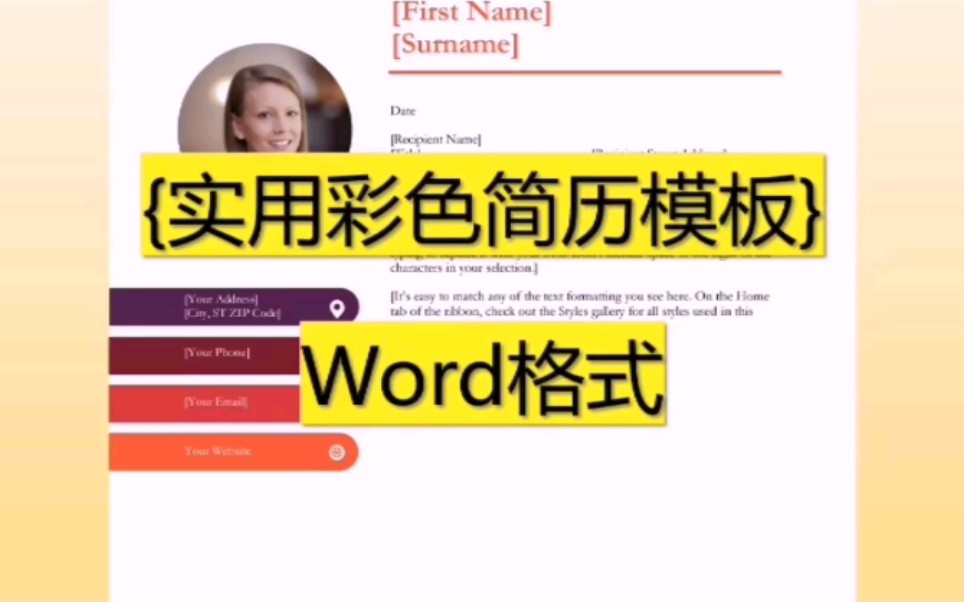 [First Name]
[Surname]
Date
[Recipient Name]
{实用彩色简历模板}
characters in your selection.]
[Your Address]
[City, ST ZIP Code]
[It's easy to match any of the text formatting you see here. On the Home
tab of the ribbon, check out the Styles gallery for all styles used in this
[Your Phone]
Word格式
[Your Email]
Your Website